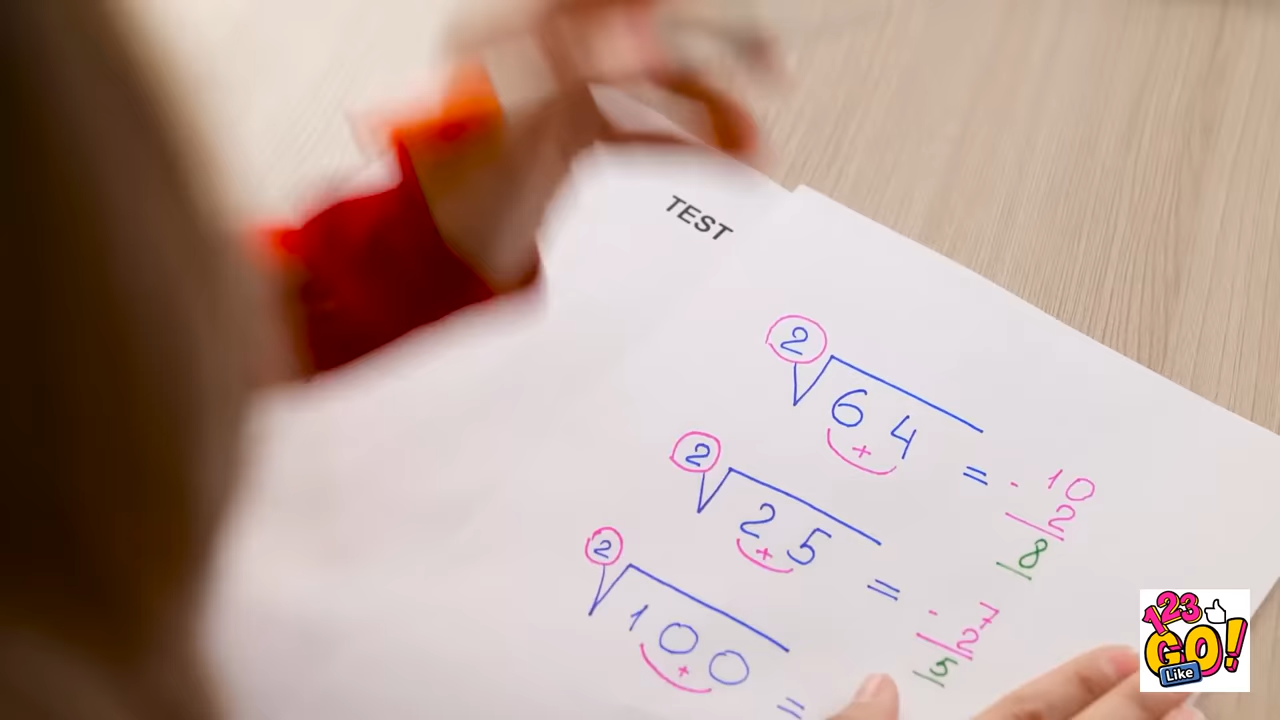 TEST
2√64 = - 10
2
8
2√25 = - 7
2
5
2√100 =
123
GO!
Like